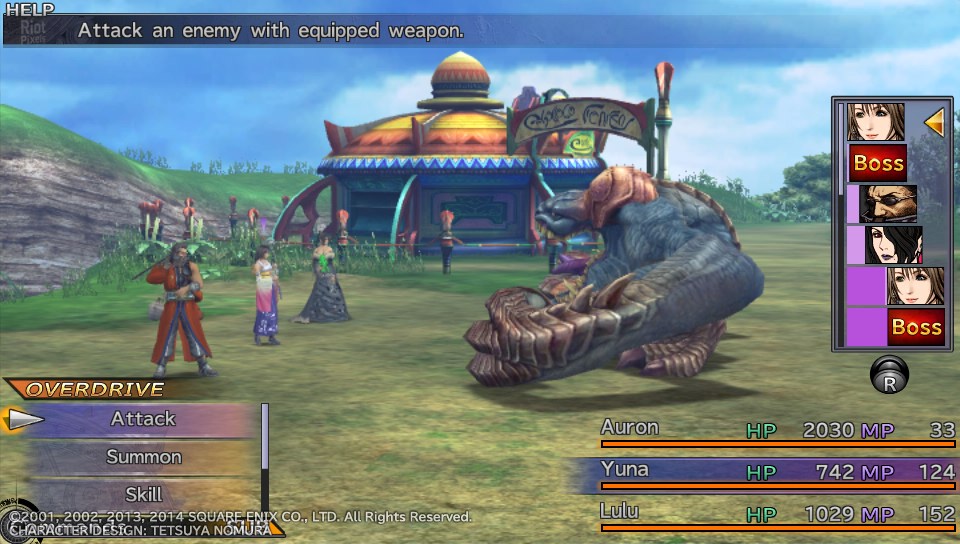 HELP
Riot
Pixels
Attack an enemy with equipped weapon.
Boss
Boss
R
OVERDRIVE
Attack
Summon
Skill
Auron HP 2030 MP 33
Yuna HP 742 MP 124
Lulu HP 1029 MP 152
©2001, 2002, 2013, 2014 SQUARE ENIX CO., LTD. All Rights Reserved.
CHARACTER DESIGN: TETSUYA NOMURA